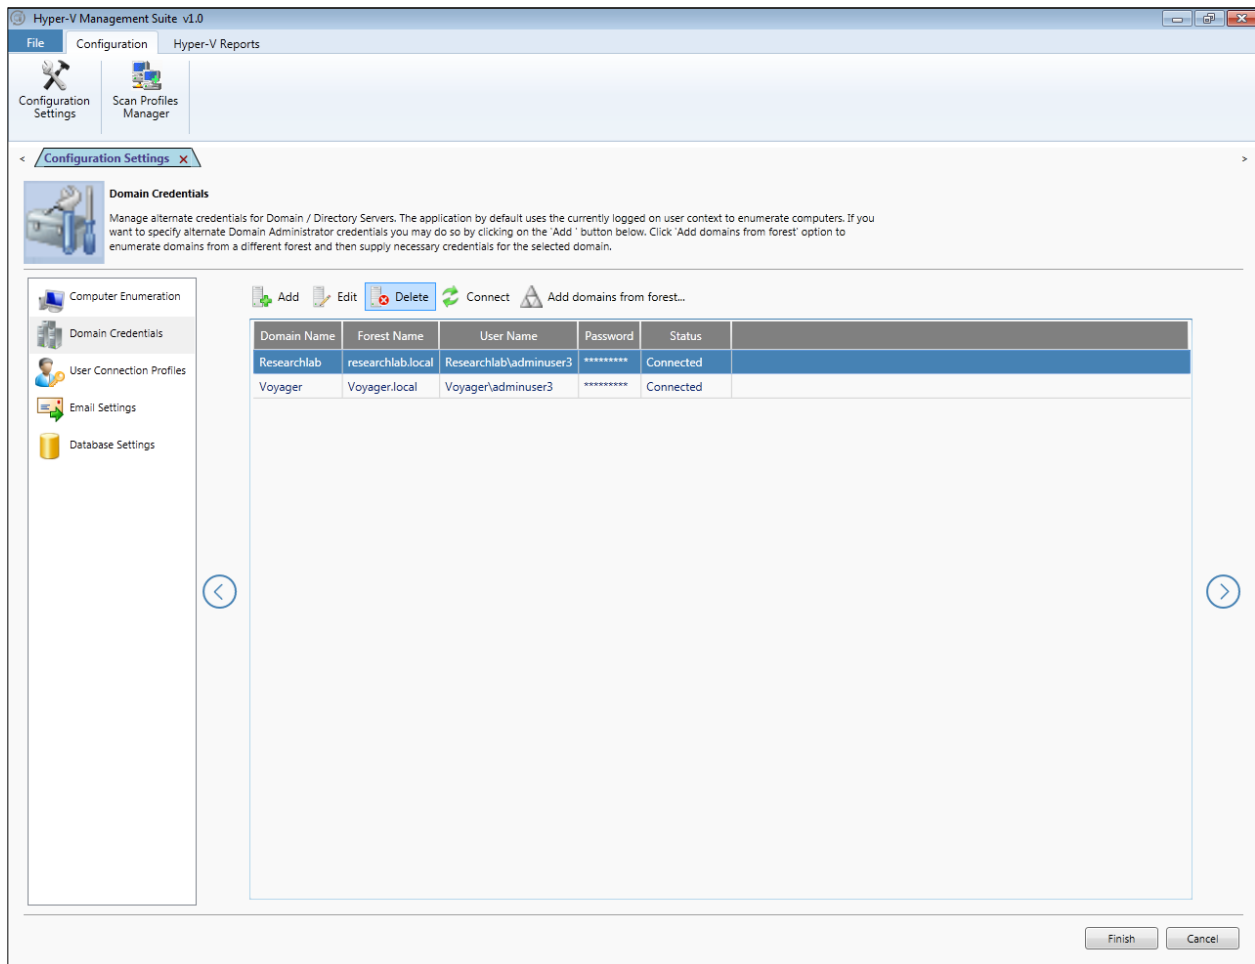 Hyper-V Management Suite v1.0
File Configuration Hyper-V Reports
Configuration Settings
Scan Profiles Manager
< Configuration Settings x >
Domain Credentials
Manage alternate credentials for Domain / Directory Servers. The application by default uses the currently logged on user context to enumerate computers. If you
want to specify alternate Domain Administrator credentials you may do so by clicking on the 'Add ' button below. Click 'Add domains from forest' option to
enumerate domains from a different forest and then supply necessary credentials for the selected domain.
Computer Enumeration
Domain Credentials
User Connection Profiles
Email Settings
Database Settings
Add Edit Delete Connect Add domains from forest...
Domain Name Forest Name User Name Password Status
Researchlab researchlab.local Researchlab\adminuser3 ********* Connected
Voyager Voyager.local Voyager\adminuser3 ********* Connected
Finish Cancel